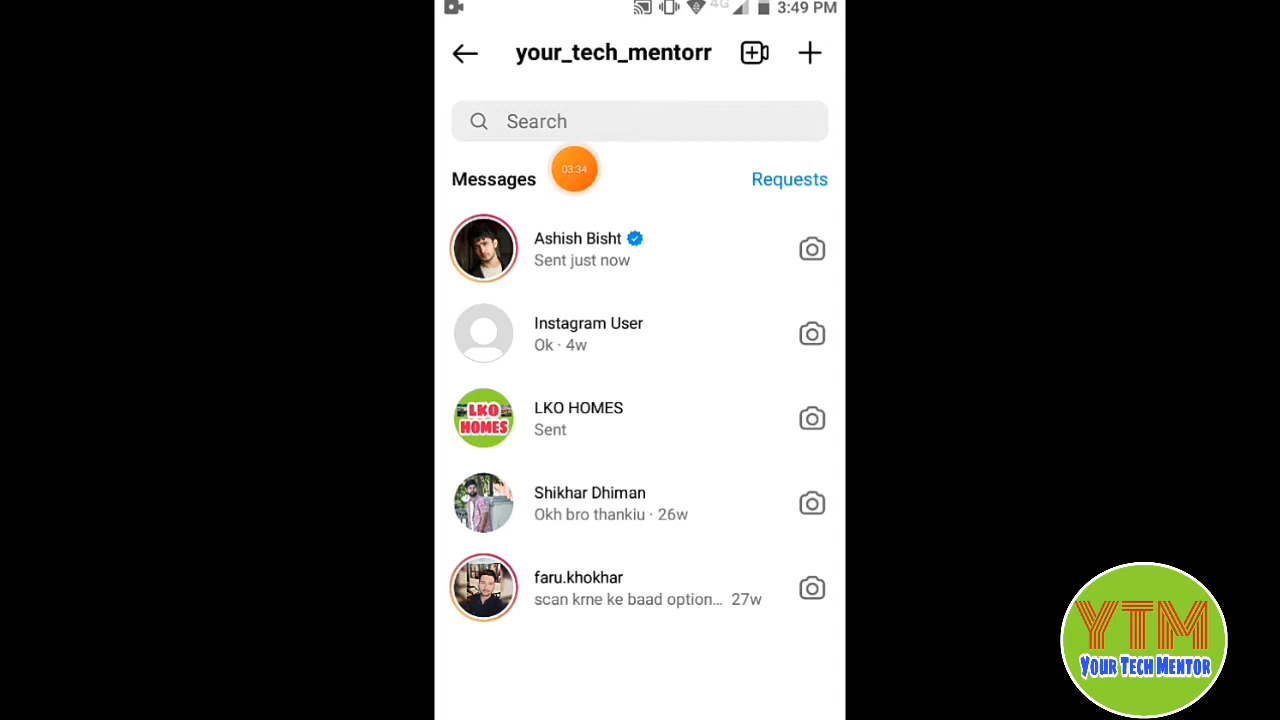 4G 3:49 PM
your_tech_mentorr
Search
03:34
Messages
Requests
Ashish Bisht
Sent just now
Instagram User
Ok · 4w
LKO
HOMES
LKO HOMES
Sent
Shikhar Dhiman
Okh bro thankiu · 26w
faru.khokhar
scan krne ke baad option... 27w
YTM
YOUR TECH MENTOR